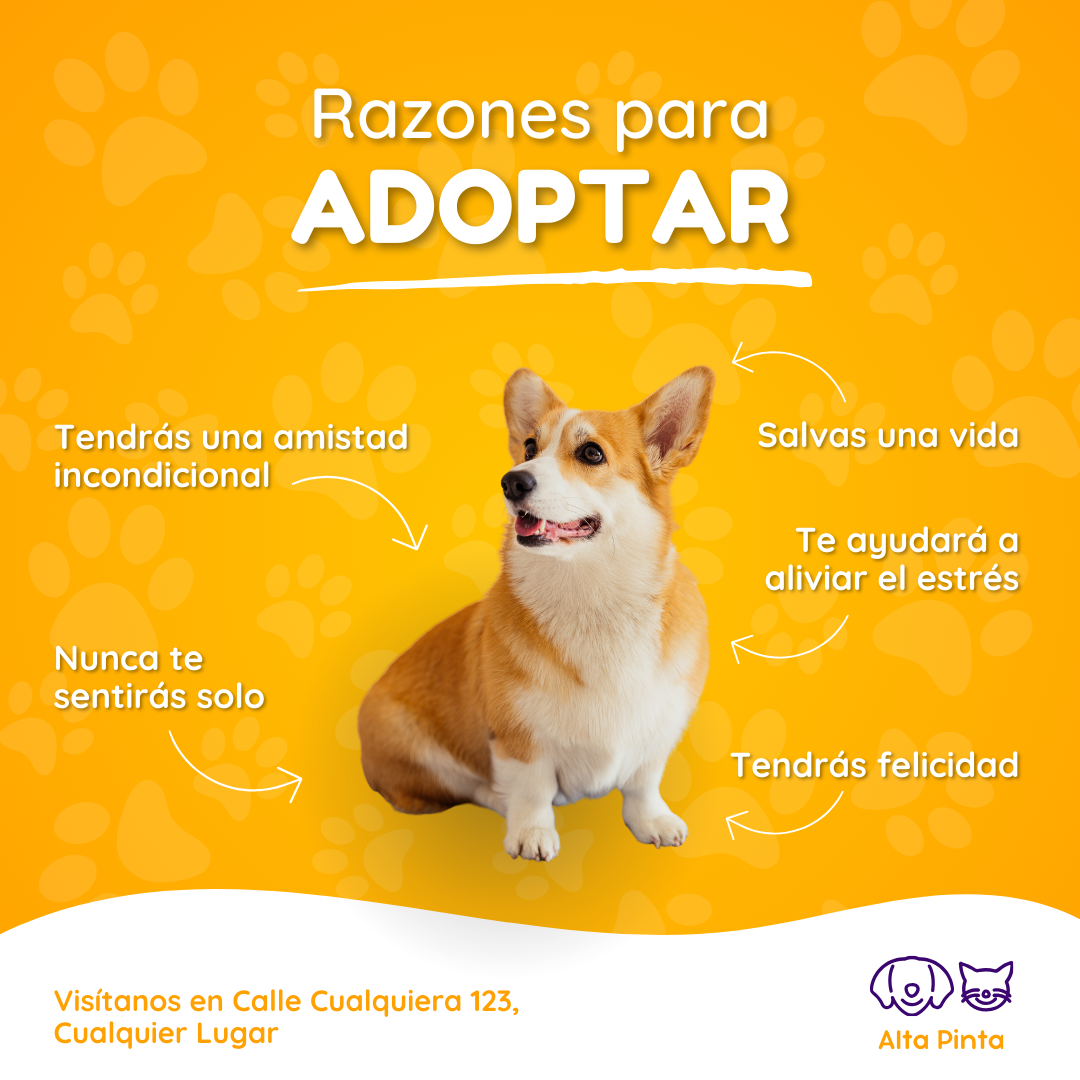 Razones para
ADOPTAR
Tendrás una amistad
incondicional
Salvas una vida
Te ayudará a
aliviar el estrés
Nunca te
sentirás solo
Tendrás felicidad
Visítanos en Calle Cualquiera 123,
Cualquier Lugar
Alta Pinta